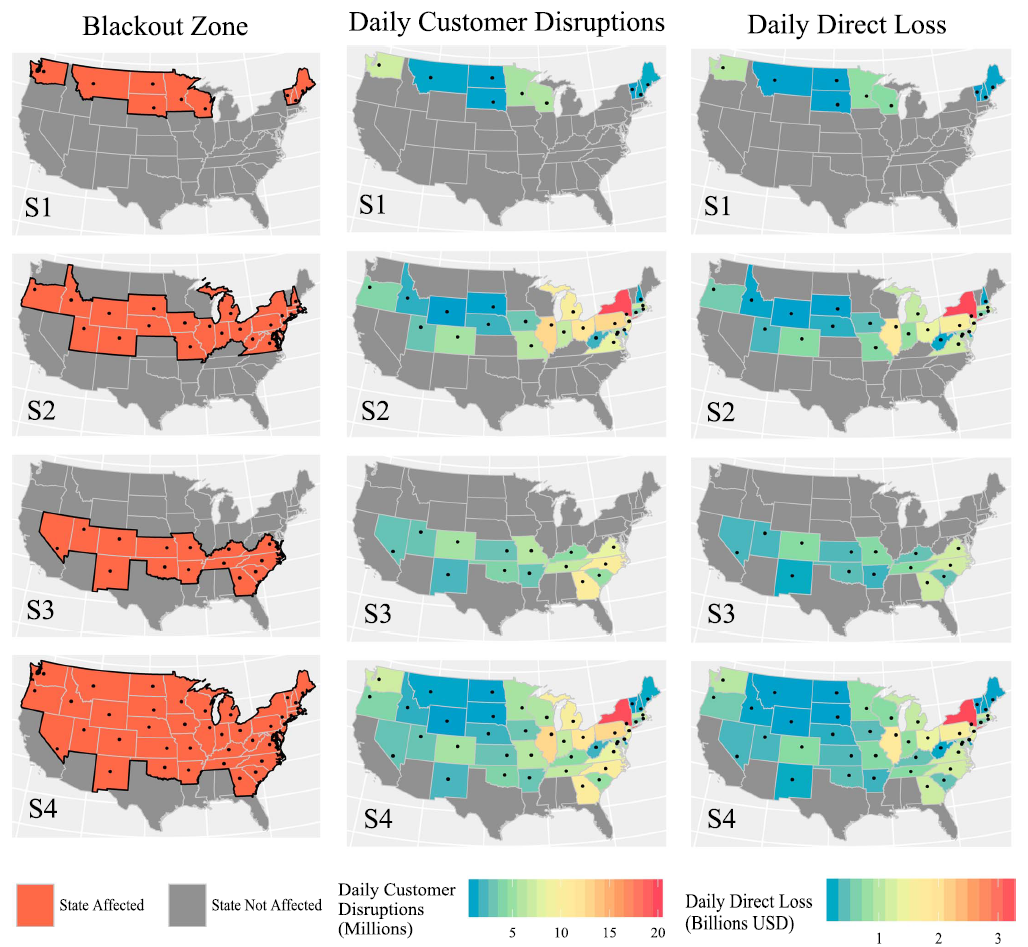 Blackout Zone
Daily Customer Disruptions
Daily Direct Loss
S1
S1
S1
S2
S2
S2
S3
S3
S3
S4
S4
S4
State Affected
State Not Affected
Daily Customer
Disruptions
(Millions)
5 10 15 20
Daily Direct Loss
(Billions USD)
1 2 3